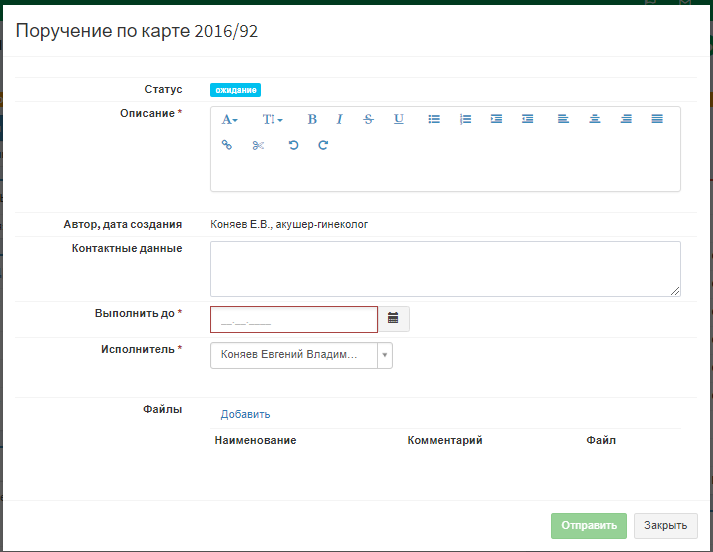 Поручение по карте 2016/92
Статус ожидание
Описание *
A T B I S U
Автор, дата создания Коняев Е.В., акушер-гинеколог
Контактные данные
Выполнить до * __.__.____
Исполнитель * Коняев Евгений Владим...
Файлы Добавить
Наименование Комментарий Файл
Отправить Закрыть